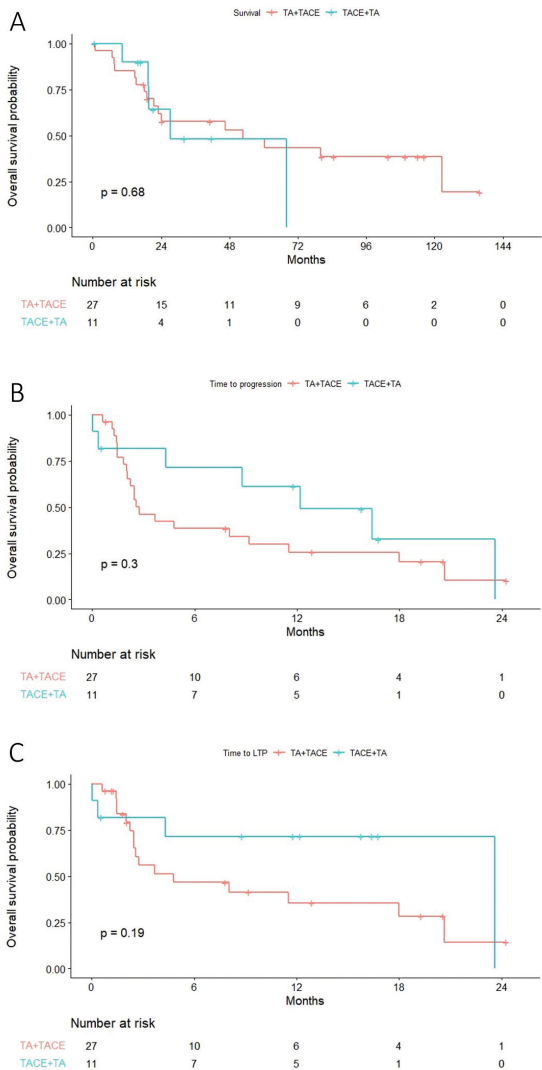 A
Survival TA+TACE TACE+TA
Overall survival probability
1.00
0.75
0.50
0.25
0.00
p = 0.68
0 24 48 72 96 120 144
Months
Number at risk
TA+TACE 27 15 11 9 6 2 0
TACE+TA 11 4 1 0 0 0 0
B
Time to progression TA+TACE TACE+TA
Overall survival probability
1.00
0.75
0.50
0.25
0.00
p = 0.3
0 6 12 18 24
Months
Number at risk
TA+TACE 27 10 6 4 1
TACE+TA 11 7 5 1 0
C
Time to LTP TA+TACE TACE+TA
Overall survival probability
1.00
0.75
0.50
0.25
0.00
p = 0.19
0 6 12 18 24
Months
Number at risk
TA+TACE 27 10 6 4 1
TACE+TA 11 7 5 1 0